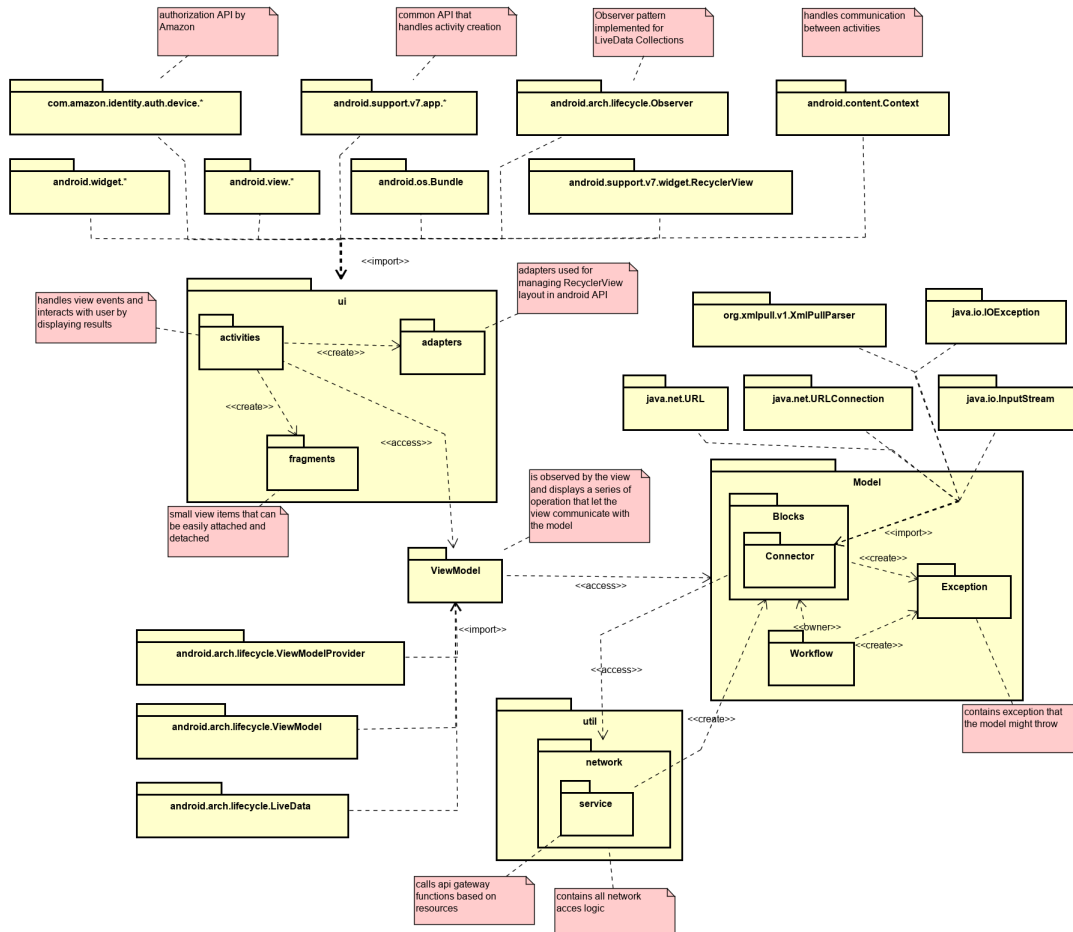 authorization API by
Amazon
common API that
handles activity creation
Observer pattern
implemented for
LiveData Collections
handles communication
between activities
com.amazon.identity.auth.device.*
android.support.v7.app.*
android.arch.lifecycle.Observer
android.content.Context
android.widget.*
android.view.*
android.os.Bundle
android.support.v7.widget.RecyclerView
<<import>>
ui
handles view events and
interacts with user by
displaying results
adapters used for
managing RecyclerView
layout in android API
activities
<<create>>
adapters
<<create>>
fragments
<<access>>
small view items that can
be easily attached and
detached
org.xmlpull.v1.XmlPullParser
java.io.IOException
java.net.URL
java.net.URLConnection
java.io.InputStream
is observed by the view
and displays a series of
operation that let the
view communicate with
the model
Model
Blocks
<<import>>
Connector
<<create>>
Exception
ViewModel
<<access>>
<<import>>
<<owner>>
<<create>>
Workflow
<<access>>
android.arch.lifecycle.ViewModelProvider
android.arch.lifecycle.ViewModel
android.arch.lifecycle.LiveData
util
<<create>>
network
service
contains exception that
the model might throw
calls api gateway
functions based on
resources
contains all network
acces logic